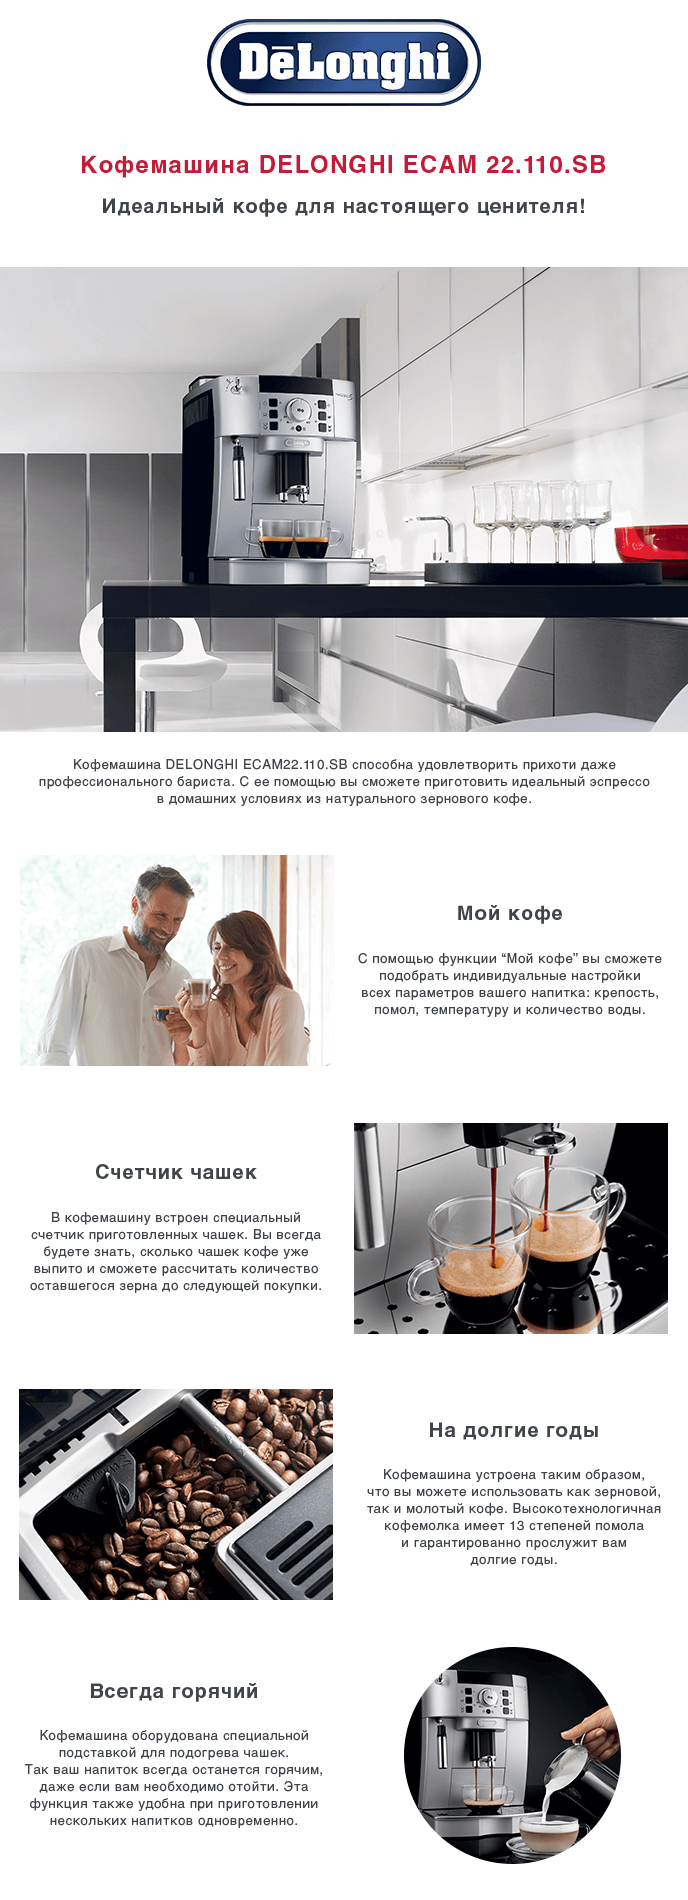 DeLonghi
Кофемашина DELONGHI ECAM 22.110.SB
Идеальный кофе для настоящего ценителя!
Кофемашина DELONGHI ECAM22.110.SB способна удовлетворить прихоти даже
профессионального бариста. С ее помощью вы сможете приготовить идеальный эспрессо
в домашних условиях из натурального зернового кофе.
Мой кофе
С помощью функции “Мой кофе” вы сможете
подобрать индивидуальные настройки
всех параметров вашего напитка: крепость,
помол, температуру и количество воды.
Счетчик чашек
В кофемашину встроен специальный
счетчик приготовленных чашек. Вы всегда
будете знать, сколько чашек кофе уже
выпито и сможете рассчитать количество
оставшегося зерна до следующей покупки.
На долгие годы
Кофемашина устроена таким образом,
что вы можете использовать как зерновой,
так и молотый кофе. Высокотехнологичная
кофемолка имеет 13 степеней помола
и гарантированно прослужит вам
долгие годы.
Всегда горячий
Кофемашина оборудована специальной
подставкой для подогрева чашек.
Так ваш напиток всегда останется горячим,
даже если вам необходимо отойти. Эта
функция также удобна при приготовлении
нескольких напитков одновременно.